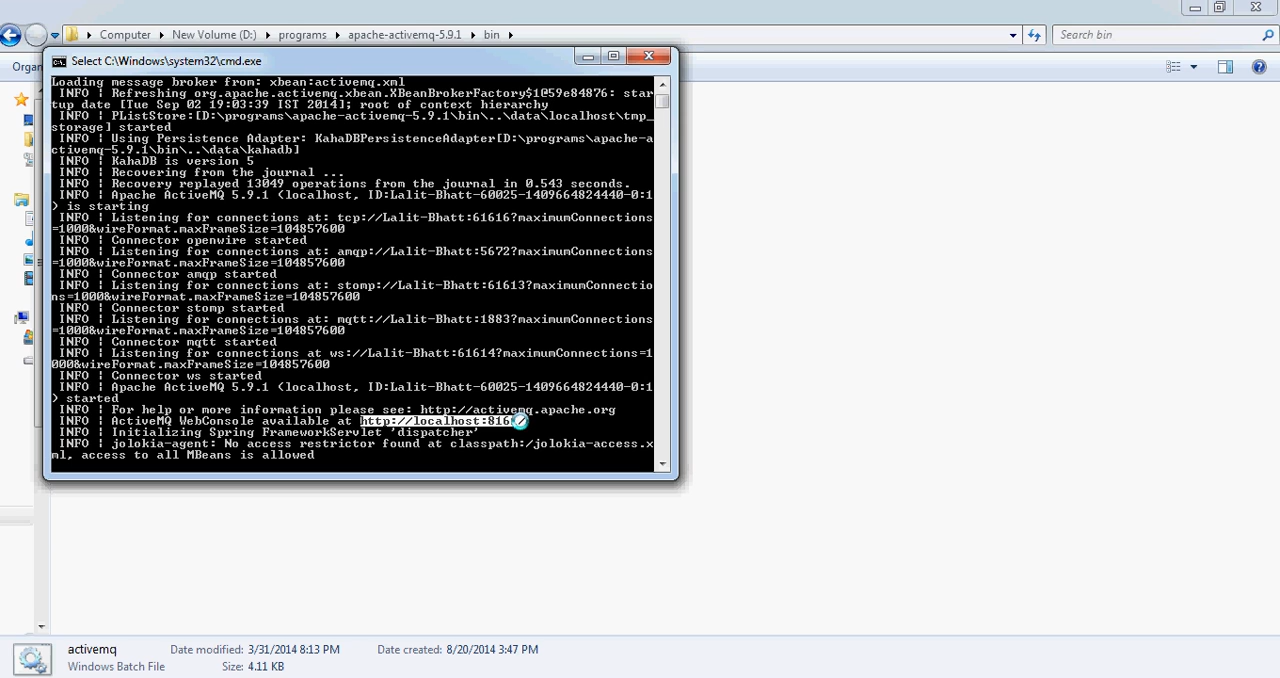 Computer New Volume (D:) programs apache-activemq-5.9.1 bin Search bin
Select C:\Windows\system32\cmd.exe
Organ
Loading message broker from: xbean:activemq.xml
INFO | Refreshing org.apache.activemq.xbean.XBeanBrokerFactory$1@59e84876: star
tup date [Tue Sep 02 19:03:39 IST 2014]; root of context hierarchy
INFO | PListStore:[D:\programs\apache-activemq-5.9.1\bin\..\data\localhost\tmp_
storage] started
INFO | Using Persistence Adapter: KahaDBPersistenceAdapter[D:\programs\apache-a
ctivemq-5.9.1\bin\..\data\kahadb]
INFO | KahaDB is version 5
INFO | Recovering from the journal ...
INFO | Recovery replayed 13049 operations from the journal in 0.543 seconds.
INFO | Apache ActiveMQ 5.9.1 (localhost, ID:Lalit-Bhatt-60025-1409664824440-0:1
) is starting
INFO | Listening for connections at: tcp://Lalit-Bhatt:61616?maximumConnections
=1000&wireFormat.maxFrameSize=104857600
INFO | Connector openwire started
INFO | Listening for connections at: amqp://Lalit-Bhatt:5672?maximumConnections
=1000&wireFormat.maxFrameSize=104857600
INFO | Connector amqp started
INFO | Listening for connections at: stomp://Lalit-Bhatt:61613?maximumConnectio
ns=1000&wireFormat.maxFrameSize=104857600
INFO | Connector stomp started
INFO | Listening for connections at: mqtt://Lalit-Bhatt:1883?maximumConnections
=1000&wireFormat.maxFrameSize=104857600
INFO | Connector mqtt started
INFO | Listening for connections at ws://Lalit-Bhatt:61614?maximumConnections=1
000&wireFormat.maxFrameSize=104857600
INFO | Connector ws started
INFO | Apache ActiveMQ 5.9.1 (localhost, ID:Lalit-Bhatt-60025-1409664824440-0:1
) started
INFO | For help or more information please see: http://activemq.apache.org
INFO | ActiveMQ WebConsole available at http://localhost:816
INFO | Initializing Spring FrameworkServlet 'dispatcher'
INFO | jolokia-agent: No access restrictor found at classpath:/jolokia-access.x
ml, access to all MBeans is allowed
activemq Date modified: 3/31/2014 8:13 PM Date created: 8/20/2014 3:47 PM
Windows Batch File Size: 4.11 KB